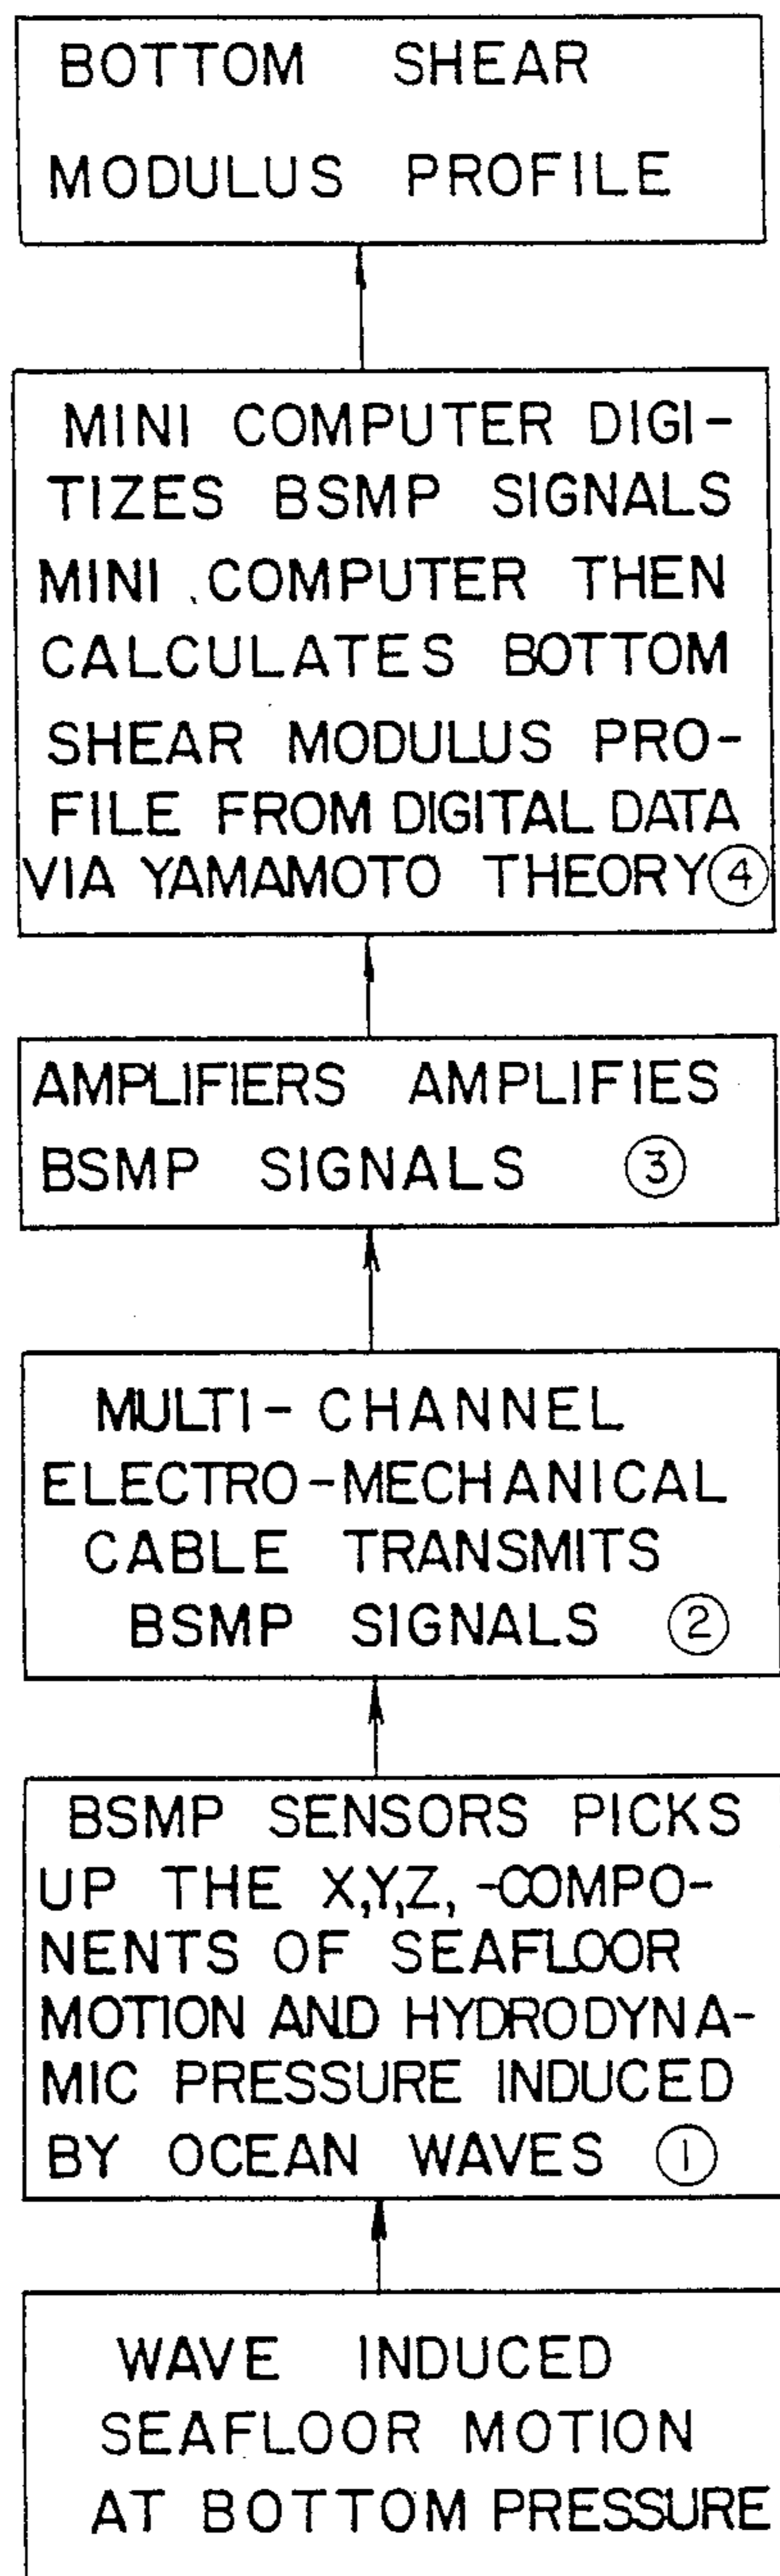 BOTTOM SHEAR
MODULUS PROFILE
MINI COMPUTER DIGI-
TIZES BSMP SIGNALS
MINI COMPUTER THEN
CALCULATES BOTTOM
SHEAR MODULUS PRO-
FILE FROM DIGITAL DATA
VIA YAMAMOTO THEORY ④
AMPLIFIERS AMPLIFIES
BSMP SIGNALS ③
MULTI-CHANNEL
ELECTRO-MECHANICAL
CABLE TRANSMITS
BSMP SIGNALS ②
BSMP SENSORS PICKS
UP THE X,Y,Z,-COMPO-
NENTS OF SEAFLOOR
MOTION AND HYDRODYNA-
MIC PRESSURE INDUCED
BY OCEAN WAVES ①
WAVE INDUCED
SEAFLOOR MOTION
AT BOTTOM PRESSURE